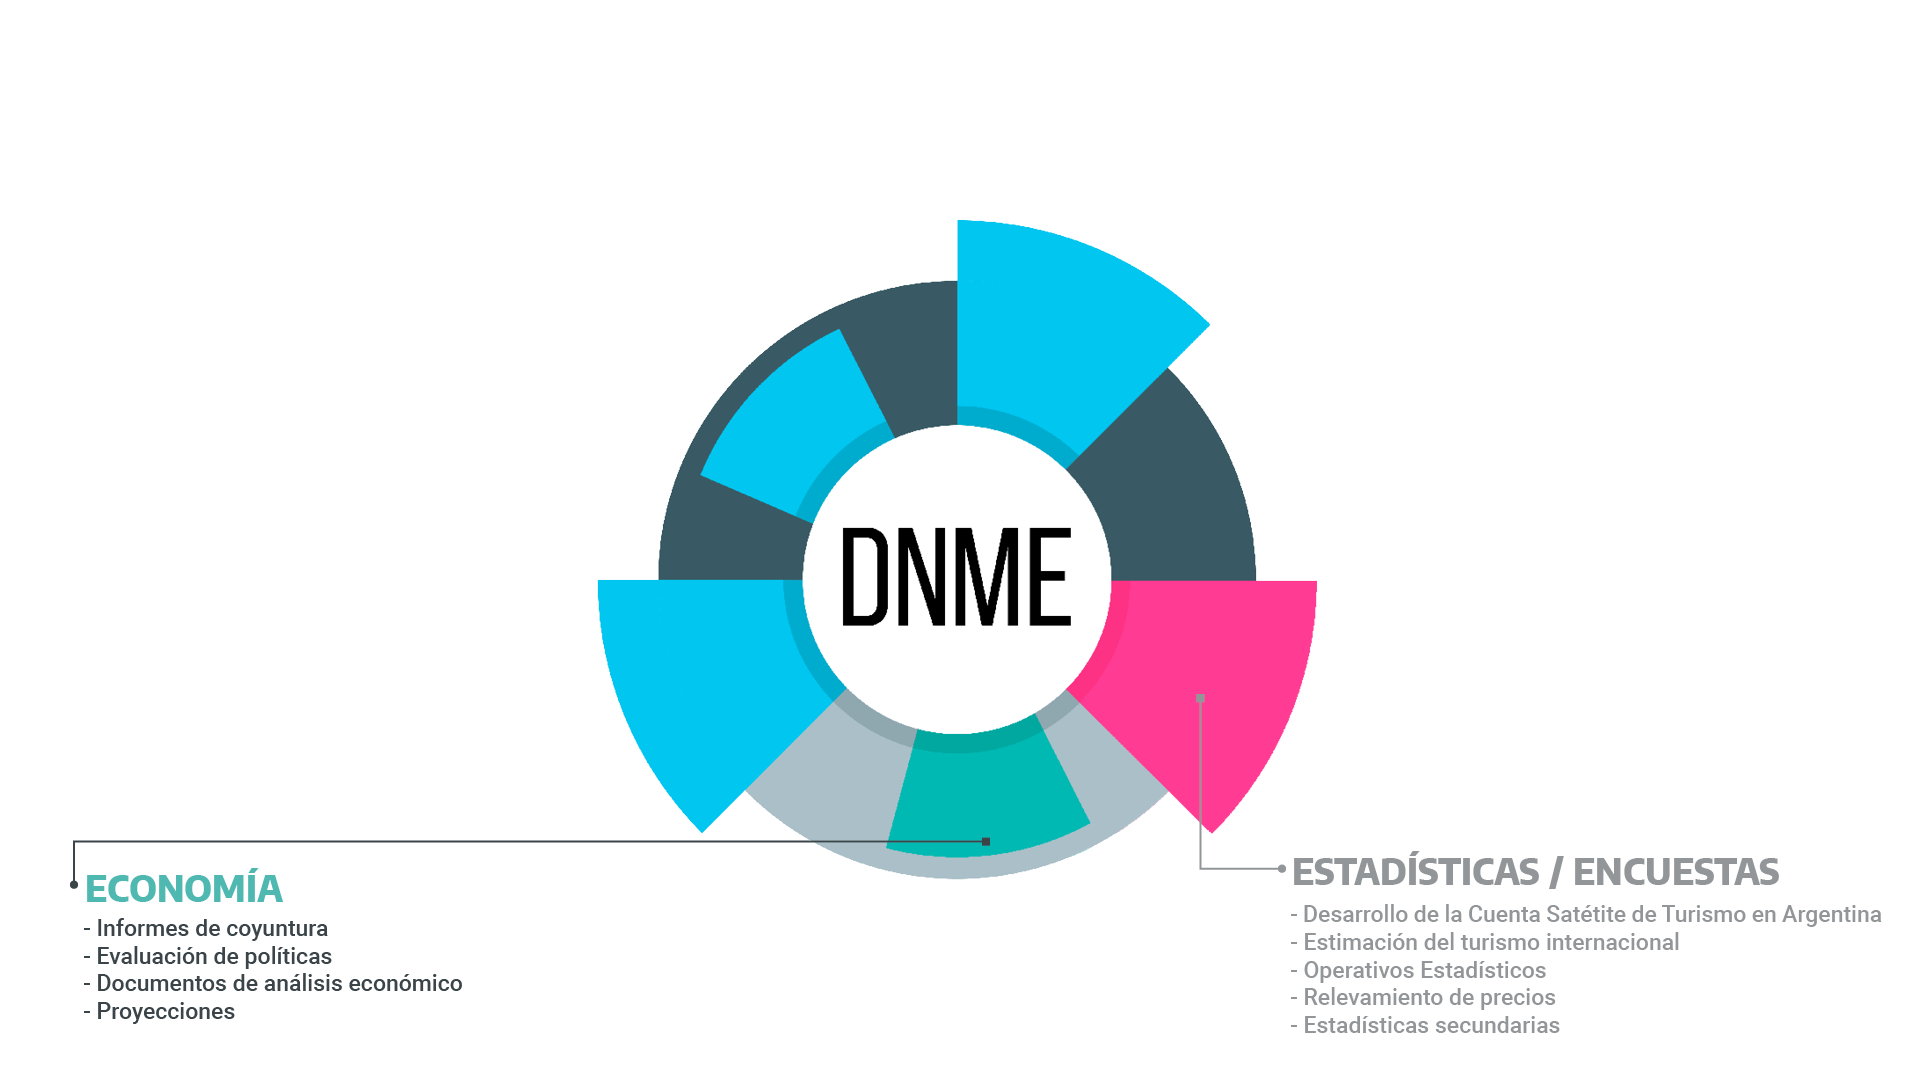 DNME
ECONOMÍA
- Informes de coyuntura
- Evaluación de políticas
- Documentos de análisis económico
- Proyecciones
ESTADÍSTICAS / ENCUESTAS
- Desarrollo de la Cuenta Satétite de Turismo en Argentina
- Estimación del turismo internacional
- Operativos Estadísticos
- Relevamiento de precios
- Estadísticas secundarias